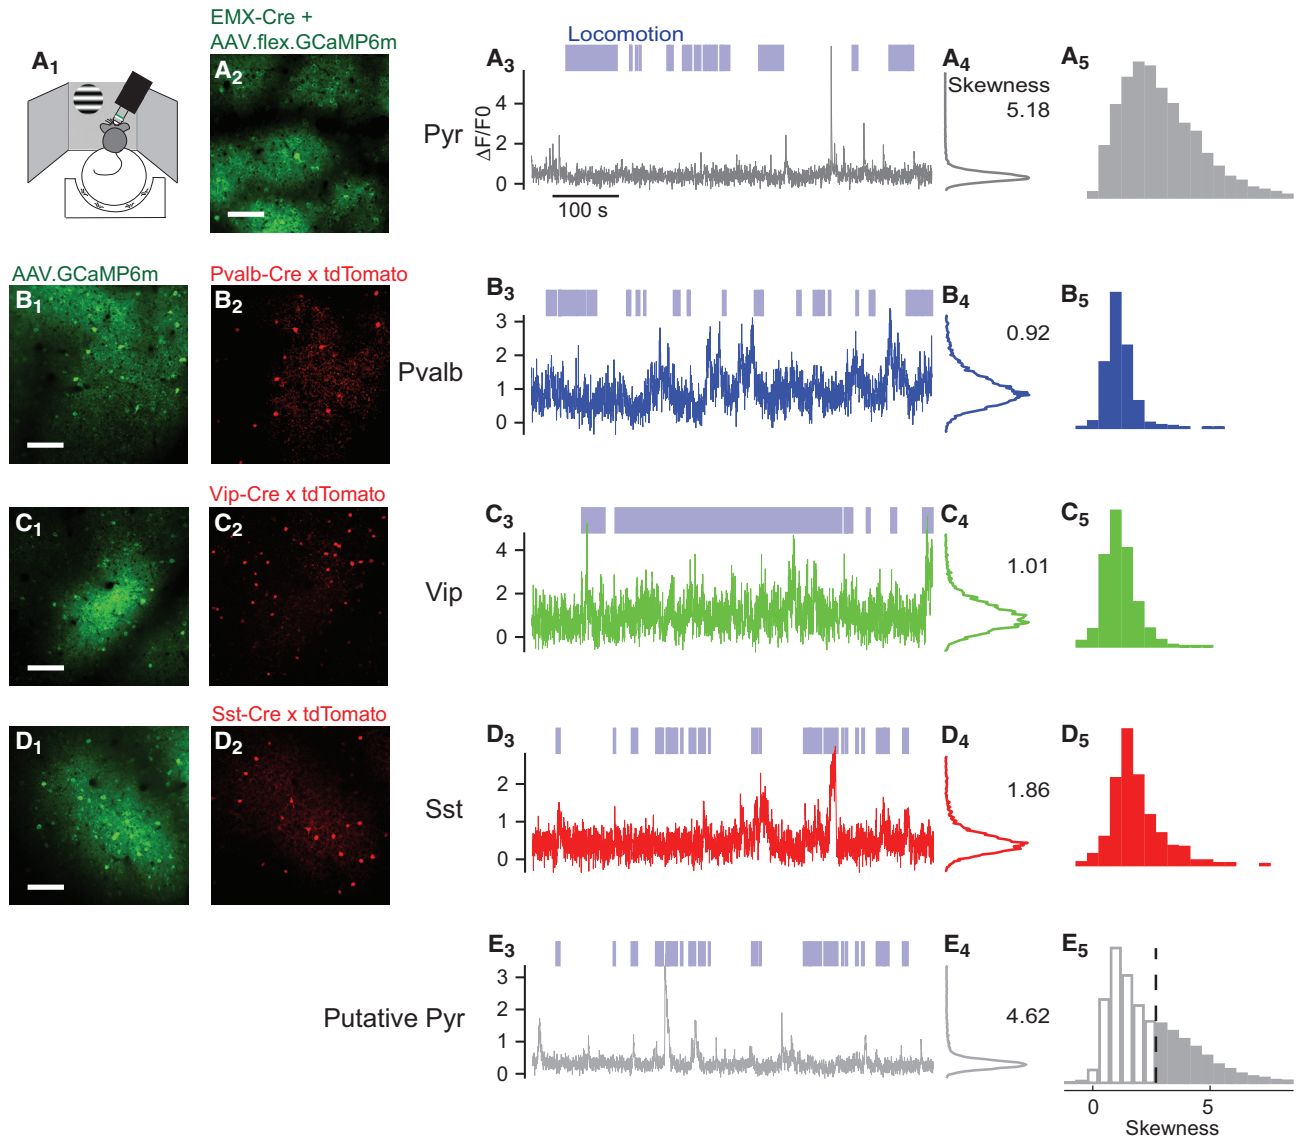 EMX-Cre +
AAV.flex.GCaMP6m
Locomotion
A1
A2
A3
A4
A5
Skewness
5.18
Pyr
ΔF/F0
4
2
0
100 s
AAV.GCaMP6m
Pvalb-Cre x tdTomato
B1
B2
B3
B4
B5
0.92
Pvalb
3
2
1
0
Vip-Cre x tdTomato
C1
C2
C3
C4
C5
1.01
Vip
4
2
0
Sst-Cre x tdTomato
D1
D2
D3
D4
D5
1.86
Sst
2
1
0
E3
E4
E5
4.62
Putative Pyr
3
2
1
0
0
5
Skewness